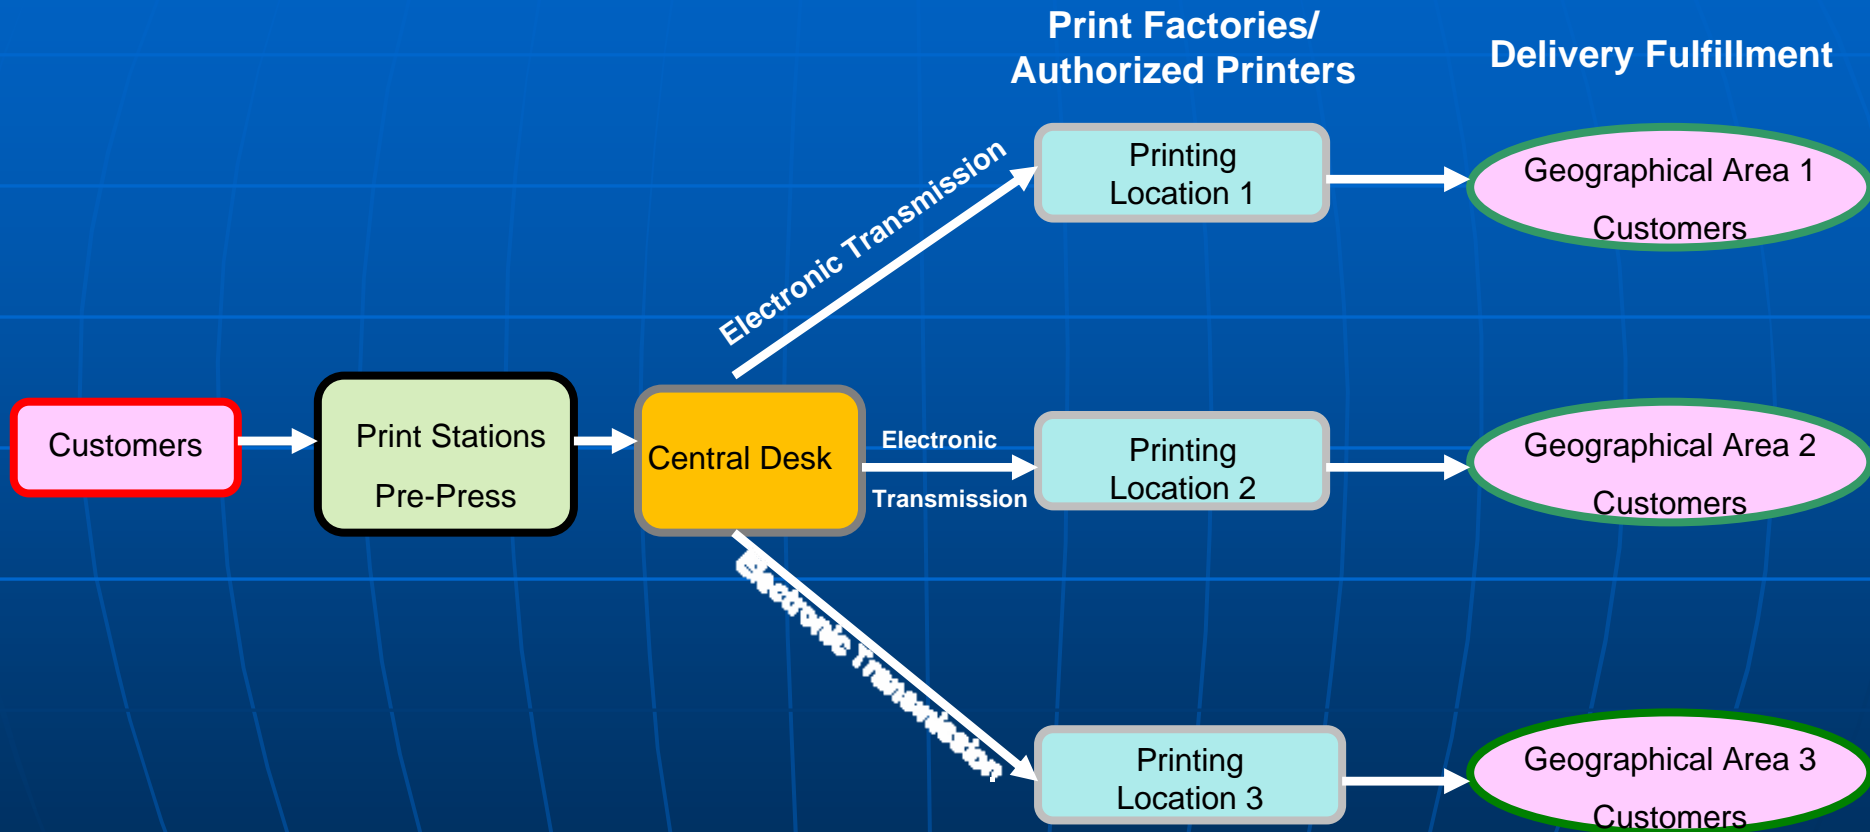 Print Factories/
Authorized Printers
Delivery Fulfillment
Printing
Location 1
Geographical Area 1
Customers
Electronic Transmission
Customers
Print Stations
Pre-Press
Central Desk
Electronic
Transmission
Printing
Location 2
Geographical Area 2
Customers
Electronic Transmission
Printing
Location 3
Geographical Area 3
Customers